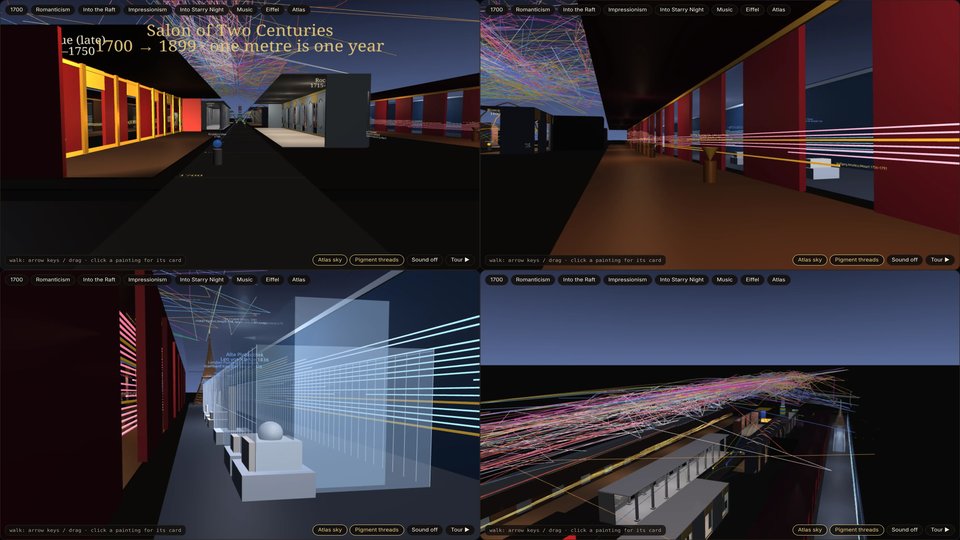 1700 Romanticism Into the Raft Impressionism Into Starry Night Music Eiffel Atlas
Salon of Two Centuries
1700 → 1899 · one metre is one year
ue (late)
–1750
Roc
1715–
1700
walk: arrow keys / drag · click a painting for its card
Atlas sky Pigment threads Sound off Tour ▶
1700 Romanticism Into the Raft Impressionism Into Starry Night Music Eiffel Atlas
walk: arrow keys / drag · click a painting for its card
Atlas sky Pigment threads Sound off Tour ▶
1700 Romanticism Into the Raft Impressionism Into Starry Night Music Eiffel Atlas
walk: arrow keys / drag · click a painting for its card
Atlas sky Pigment threads Sound off Tour ▶
1700 Romanticism Into the Raft Impressionism Into Starry Night Music Eiffel Atlas
walk: arrow keys / drag · click a painting for its card
Atlas sky Pigment threads Sound off Tour ▶